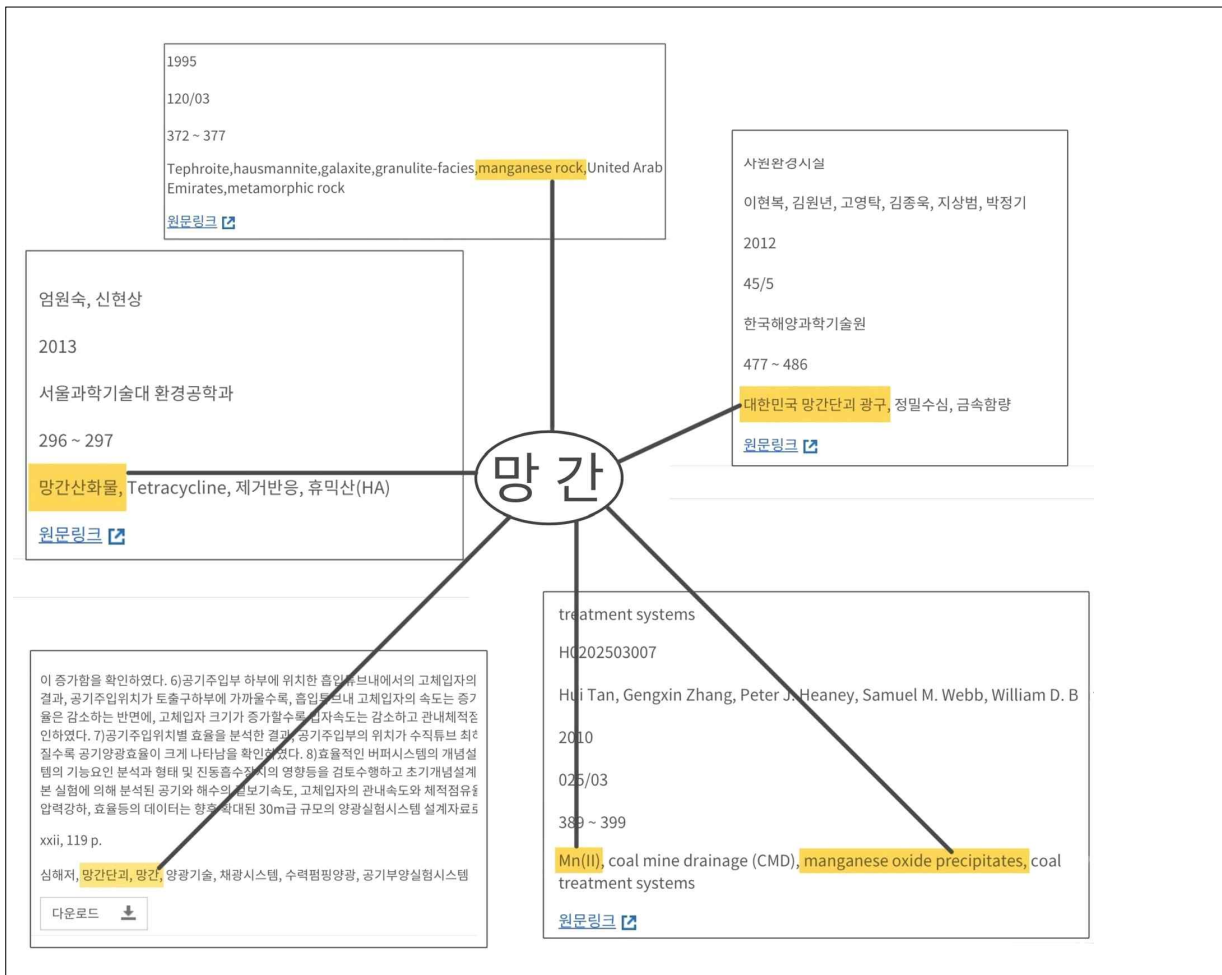 1995
120/03
372 ~ 377
Tephroite,hausmannite,galaxite,granulite-facies,manganese rock,United Arab
Emirates,metamorphic rock
원문링크
자원환경시설
이현복, 김원년, 고영탁, 김종욱, 지상범, 박정기
2012
45/5
한국해양과학기술원
477 ~ 486
대한민국 망간단괴 광구, 정밀수심, 금속함량
원문링크
엄원숙, 신현상
2013
서울과학기술대 환경공학과
296 ~ 297
망간산화물, Tetracycline, 제거반응, 휴믹산(HA)
원문링크
망간
이 증가함을 확인하였다. 6)공기주입부 하부에 위치한 흡입튜브내에서의 고체입자의
결과, 공기주입위치가 토출구하부에 가까울수록, 흡입튜브내 고체입자의 속도는 증가
율은 감소하는 반면에, 고체입자 크기가 증가할수록 입자속도는 감소하고 관내체적점
인하였다. 7)공기주입위치별 효율을 분석한 결과, 공기주입부의 위치가 수직튜브 최하
질수록 공기양광효율이 크게 나타남을 확인하였다. 8)효율적인 버퍼시스템의 개념설
템의 기능요인 분석과 형태 및 진동흡수장치의 영향등을 검토수행하고 초기개념설계
본 실험에 의해 분석된 공기와 해수의 겉보기속도, 고체입자의 관내속도와 체적점유율
압력강하, 효율등의 데이터는 향후 확대된 30m급 규모의 양광실험시스템 설계자료로
xxii, 119 p.
심해저, 망간단괴, 망간, 양광기술, 채광시스템, 수력펌핑양광, 공기부양실험시스템
다운로드
treatment systems
H0202503007
Hui Tan, Gengxin Zhang, Peter J. Heaney, Samuel M. Webb, William D. B
2010
025/03
389 ~ 399
Mn(II), coal mine drainage (CMD), manganese oxide precipitates, coal
treatment systems
원문링크